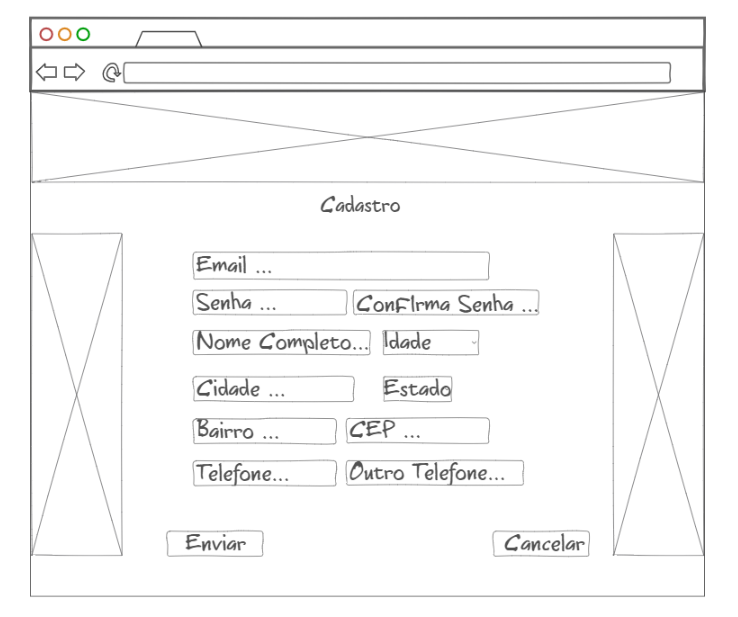 Cadastro
Email ...
Senha ... ConfIrma Senha ...
Nome Completo... Idade
Cidade ... Estado
Bairro ... CEP ...
Telefone... Outro Telefone...
Enviar Cancelar